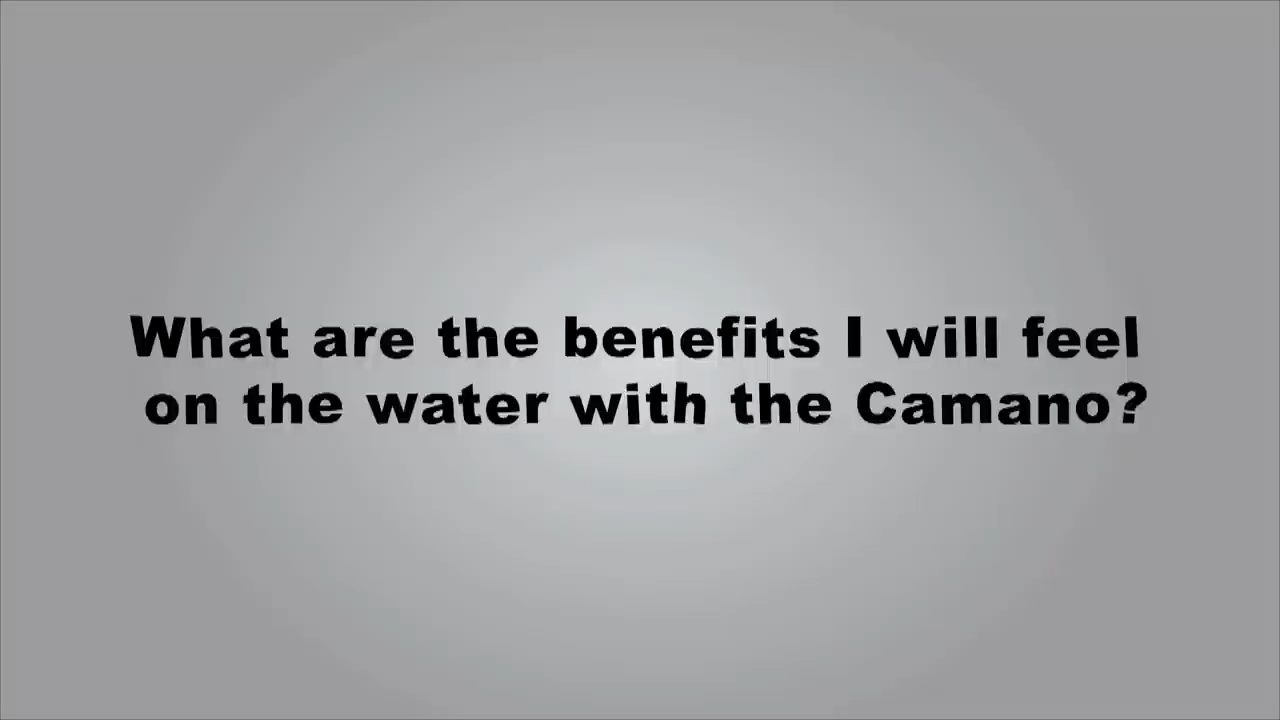 What are the benefits I will feel
on the water with the Camano?